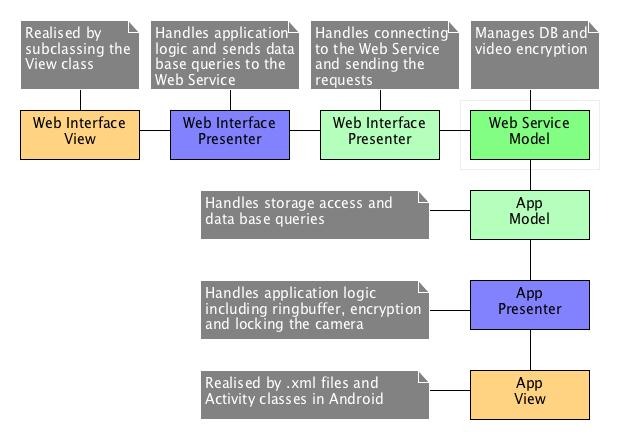 Realised by
subclassing the
View class
Handles application
logic and sends data
base queries to the
Web Service
Handles connecting
to the Web Service
and sending the
requests
Manages DB and
video encryption
Web Interface
View
Web Interface
Presenter
Web Interface
Presenter
Web Service
Model
Handles storage access and
data base queries
App
Model
Handles application logic
including ringbuffer, encryption
and locking the camera
App
Presenter
Realised by .xml files and
Activity classes in Android
App
View